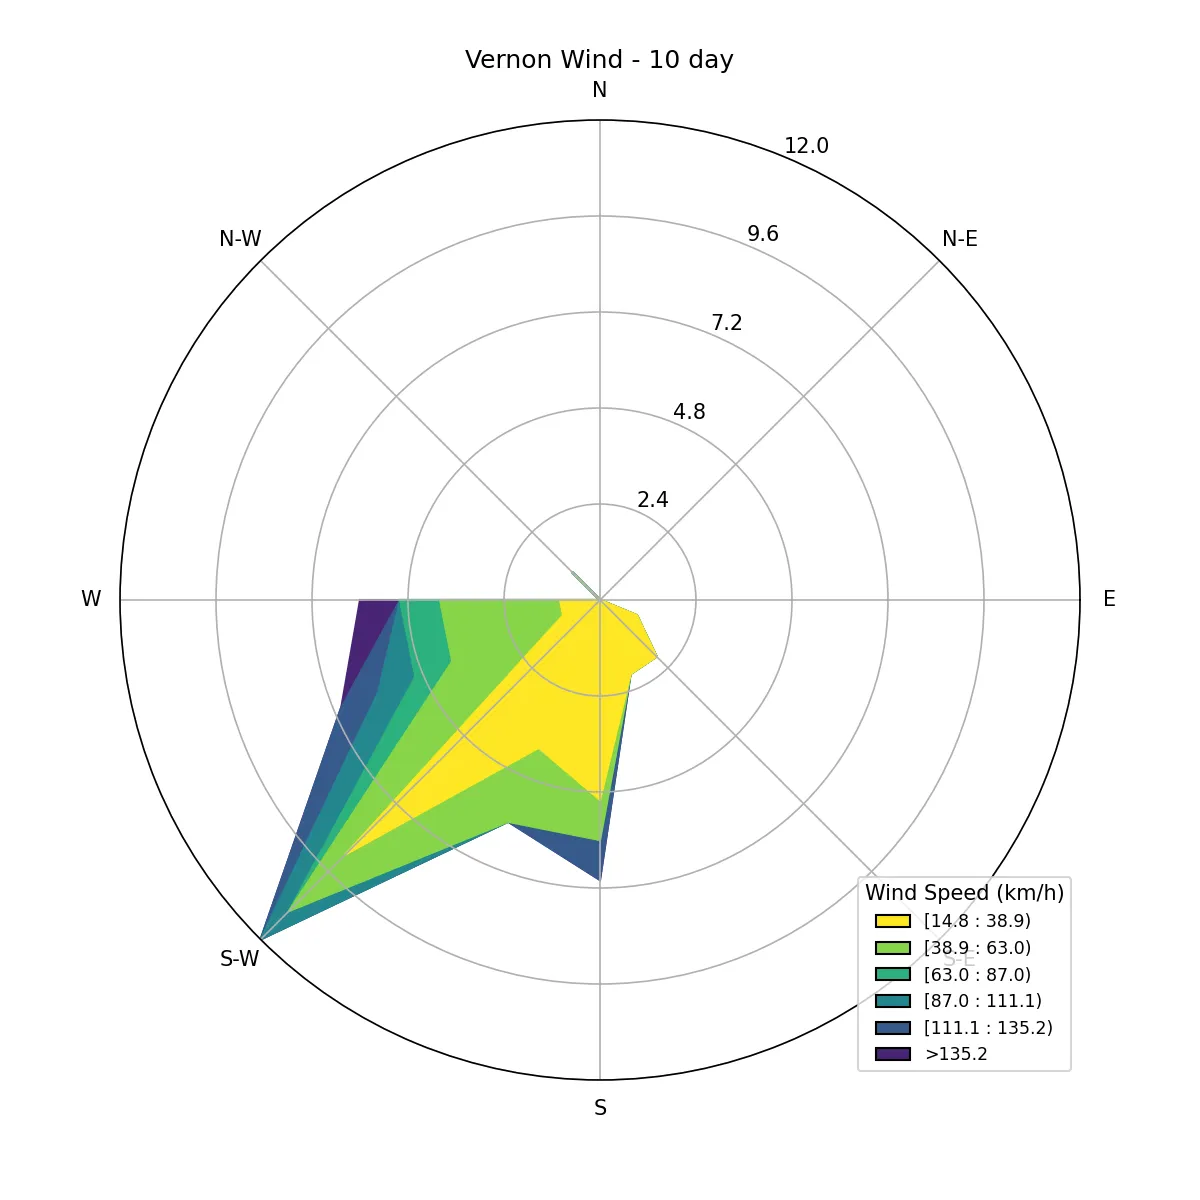 Vernon Wind - 10 day
N
12.0
N-W
9.6
N-E
7.2
4.8
2.4
W
E
S-W
S-E
Wind Speed (km/h)
[14.8 : 38.9)
[38.9 : 63.0)
[63.0 : 87.0)
[87.0 : 111.1)
[111.1 : 135.2)
>135.2
S